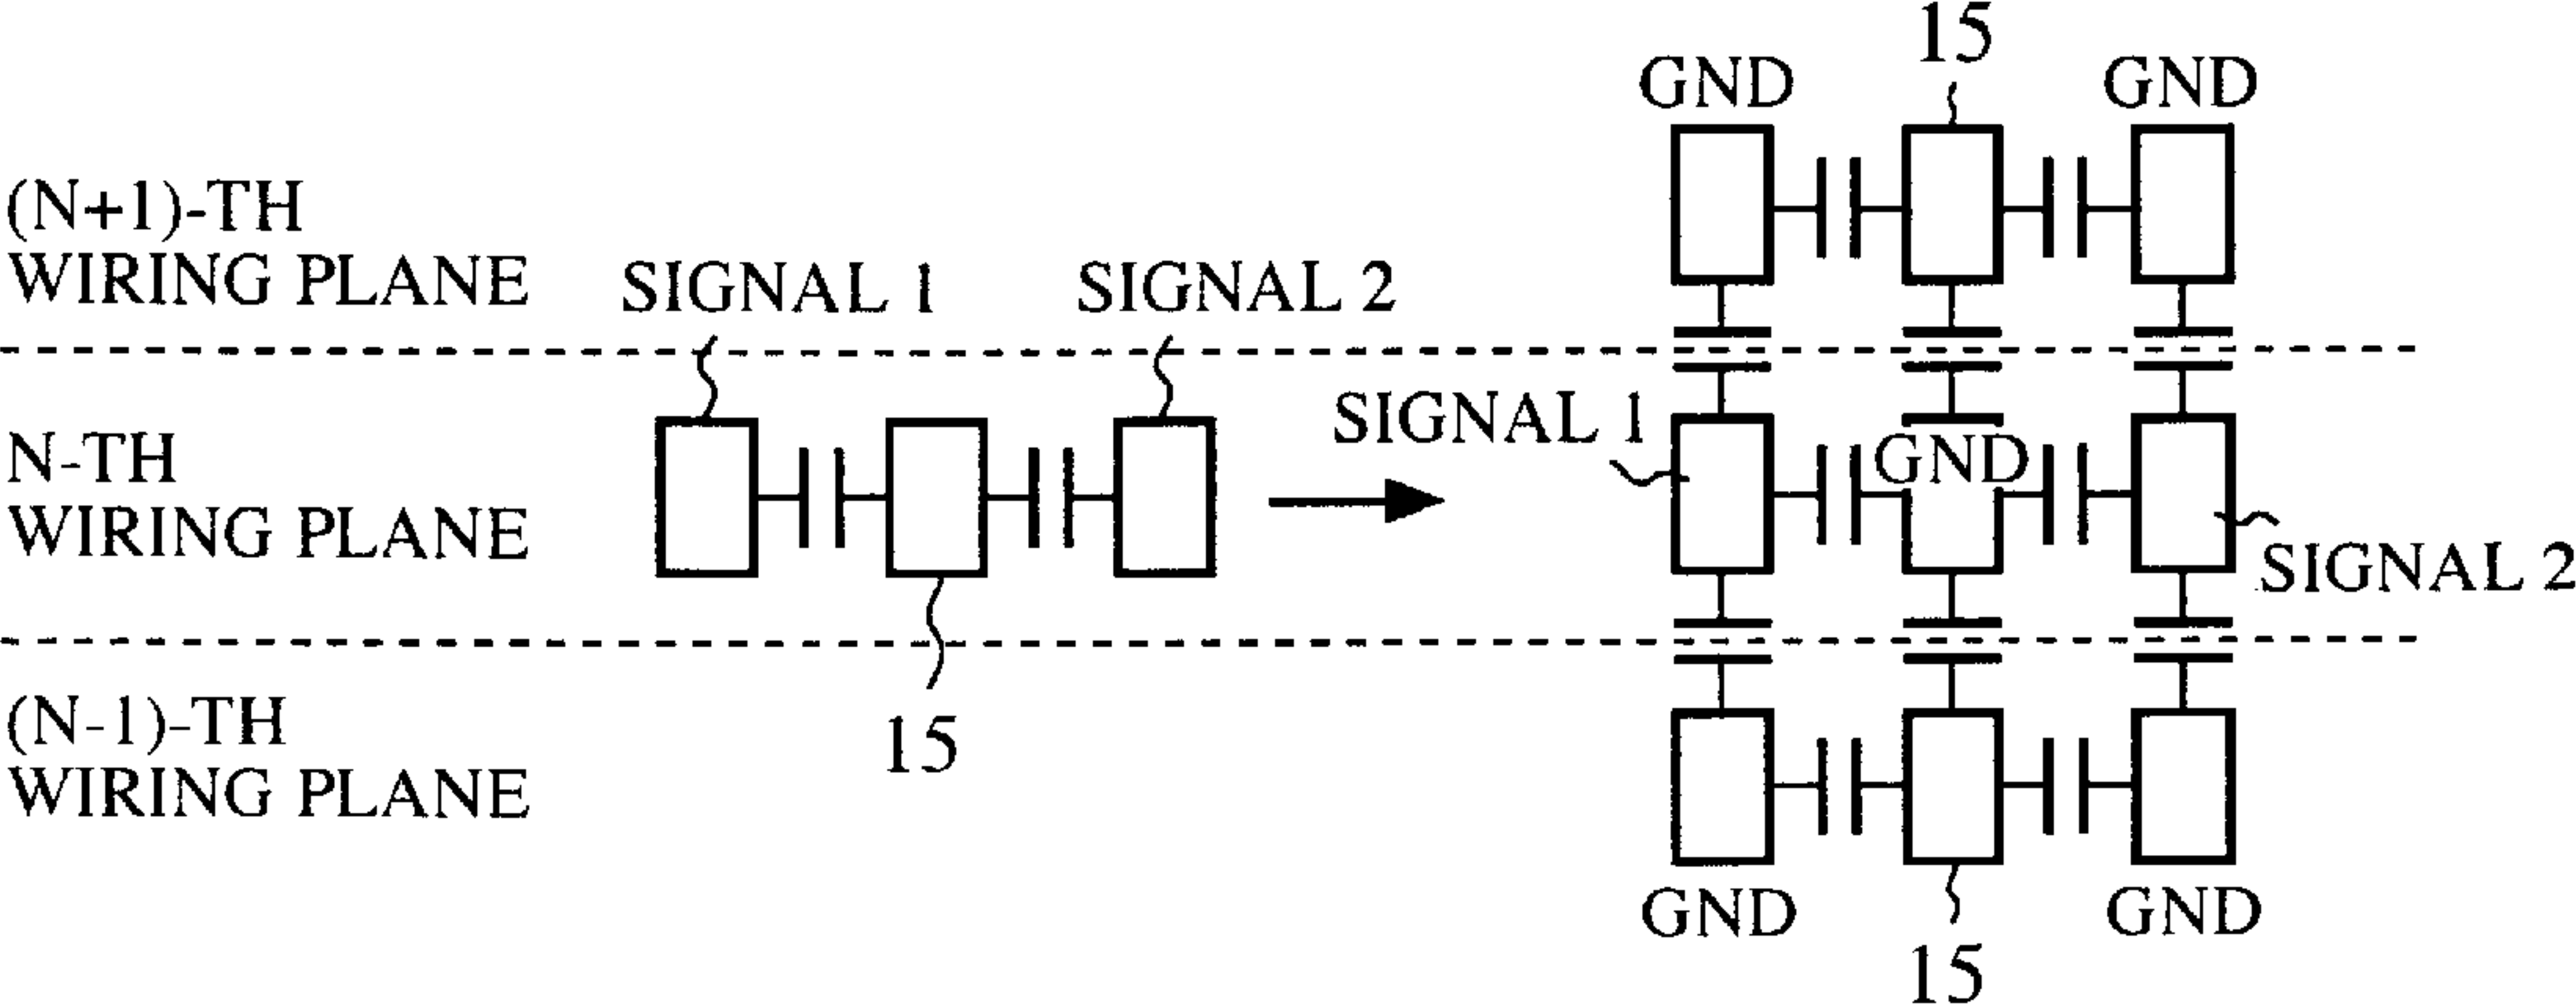 15
GND
GND
(N+1)-TH
WIRING PLANE
SIGNAL 1
SIGNAL 2
SIGNAL 1
GND
N-TH
WIRING PLANE
SIGNAL 2
(N-1)-TH
WIRING PLANE
15
GND
GND
15